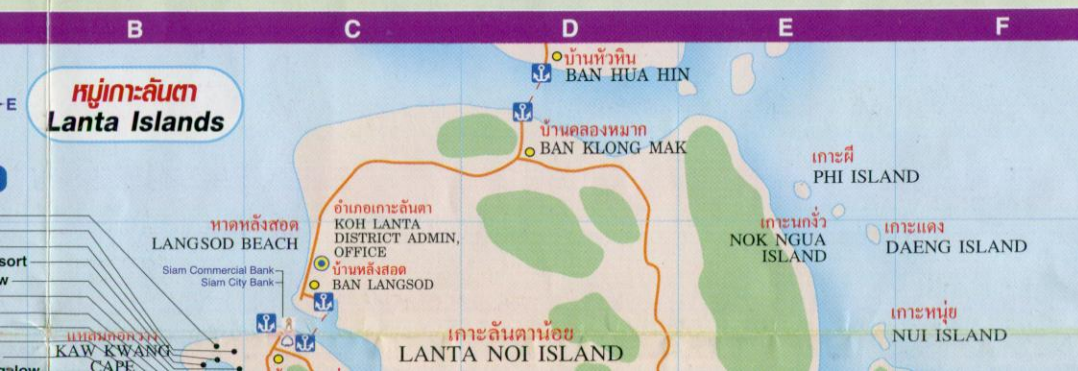 B C D E F
หมู่เกาะลันตา
Lanta Islands
E
บ้านหัวหิน
BAN HUA HIN
บ้านคลองหมาก
BAN KLONG MAK
เกาะผี
PHI ISLAND
หาดหลังสอด
LANGSOD BEACH
อำเภอเกาะลันตา
KOH LANTA
DISTRICT ADMIN,
OFFICE
เกาะนกงั่ว
NOK NGUA
ISLAND
เกาะแดง
DAENG ISLAND
Siam Commercial Bank
Siam City Bank
บ้านหลังสอด
BAN LANGSOD
เกาะหนุ่ย
NUI ISLAND
เกาะลันตาน้อย
LANTA NOI ISLAND
KAW KWANG
CAPE